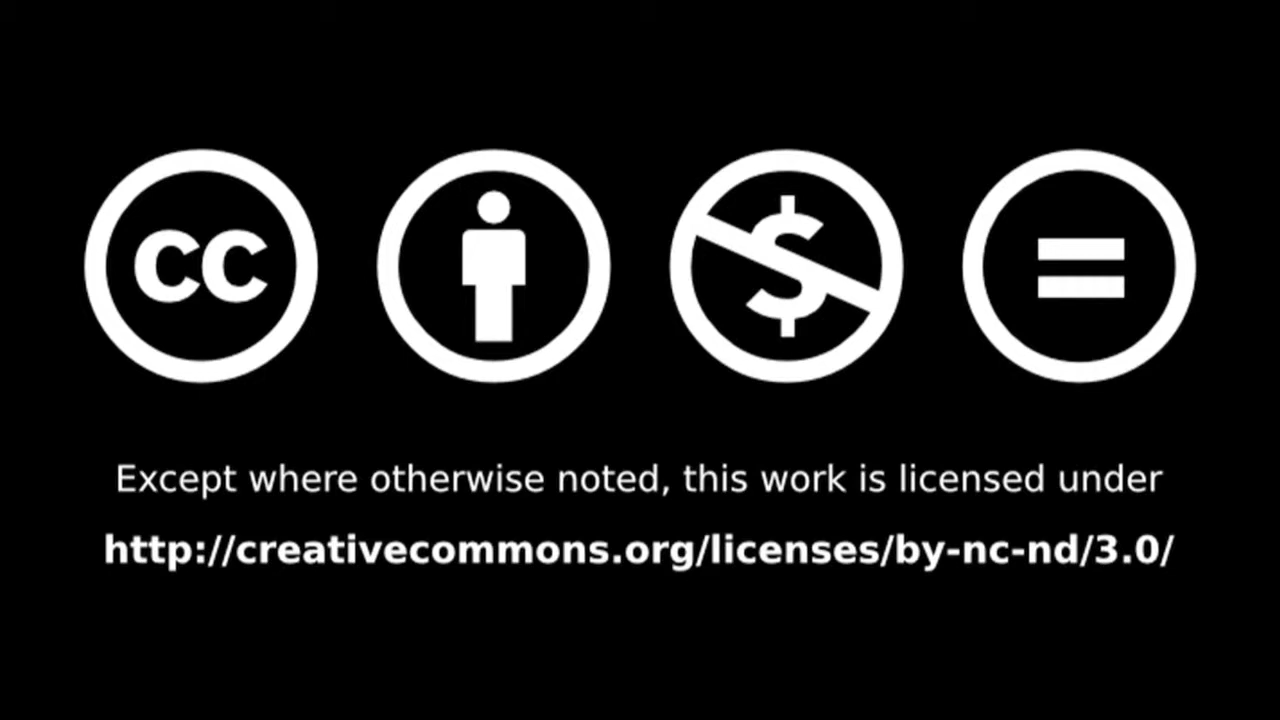 cc
$
=
Except where otherwise noted, this work is licensed under
http://creativecommons.org/licenses/by-nc-nd/3.0/